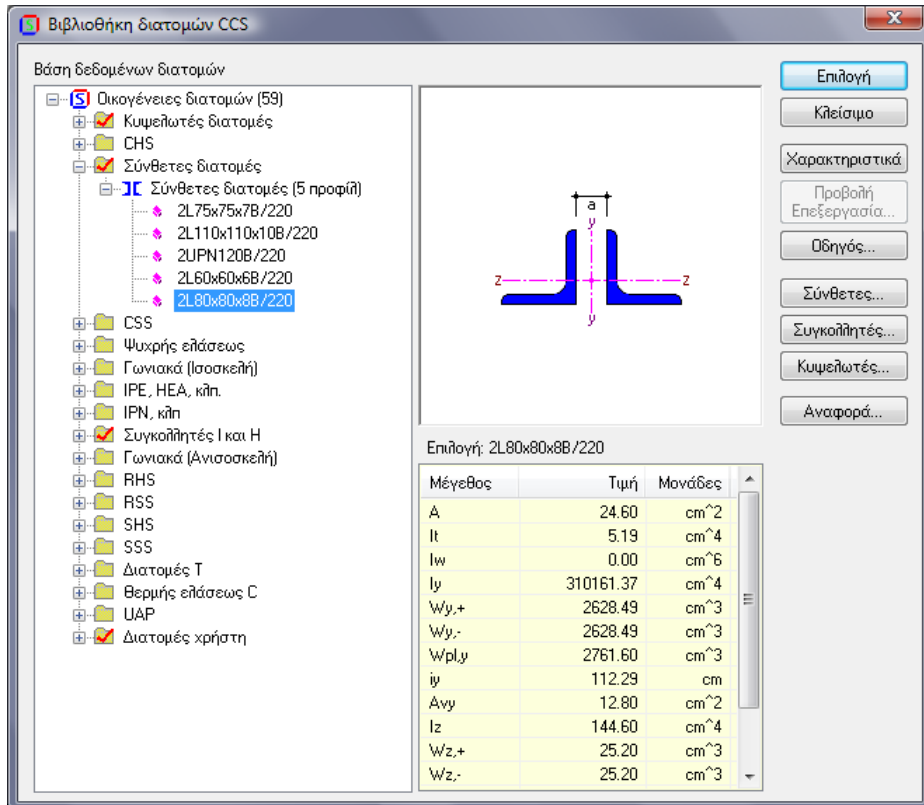 Βιβλιοθήκη διατομών CCS
Βάση δεδομένων διατομών
Οικογένειες διατομών (59)
Κυψελωτές διατομές
CHS
Σύνθετες διατομές
Σύνθετες διατομές (5 προφίλ)
2L75x75x7B/220
2L110x110x10B/220
2UPN120B/220
2L60x60x6B/220
2L80x80x8B/220
CSS
Ψυχρής ελάσεως
Γωνιακά (Ισοσκελή)
IPE, HEA, κλπ.
IPN, κλπ
Συγκολλητές Ι και Η
Γωνιακά (Ανισοσκελή)
RHS
RSS
SHS
SSS
Διατομές T
Θερμής ελάσεως C
UAP
Διατομές χρήστη
a
y
z z
y
Επιλογή: 2L80x80x8B/220
Μέγεθος Τιμή Μονάδες
A 24.60 cm^2
It 5.19 cm^4
Iw 0.00 cm^6
Iy 310161.37 cm^4
Wy,+ 2628.49 cm^3
Wy,- 2628.49 cm^3
Wpl,y 2761.60 cm^3
iy 112.29 cm
Avy 12.80 cm^2
Iz 144.60 cm^4
Wz,+ 25.20 cm^3
Wz,- 25.20 cm^3
Επιλογή
Κλείσιμο
Χαρακτηριστικά
Προβολή
Επεξεργασία...
Οδηγός...
Σύνθετες...
Συγκολλητές...
Κυψελωτές...
Αναφορά...